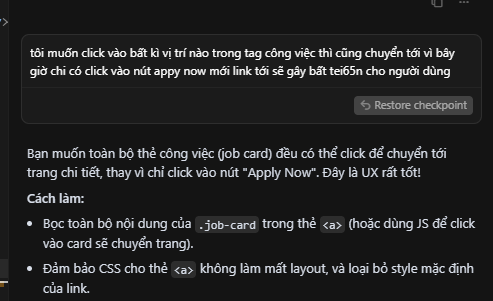 tôi muốn click vào bất kì vị trí nào trong tag công việc thì cũng chuyển tới vì bây
giờ chi có click vào nút appy now mới link tới sẽ gây bất tei65n cho người dùng
Restore checkpoint
Bạn muốn toàn bộ thẻ công việc (job card) đều có thể click để chuyển tới
trang chi tiết, thay vì chỉ click vào nút "Apply Now". Đây là UX rất tốt!
Cách làm:
• Bọc toàn bộ nội dung của .job-card trong thẻ <a> (hoặc dùng JS để click
vào card sẽ chuyển trang).
• Đảm bảo CSS cho thẻ <a> không làm mất layout, và loại bỏ style mặc định
của link.